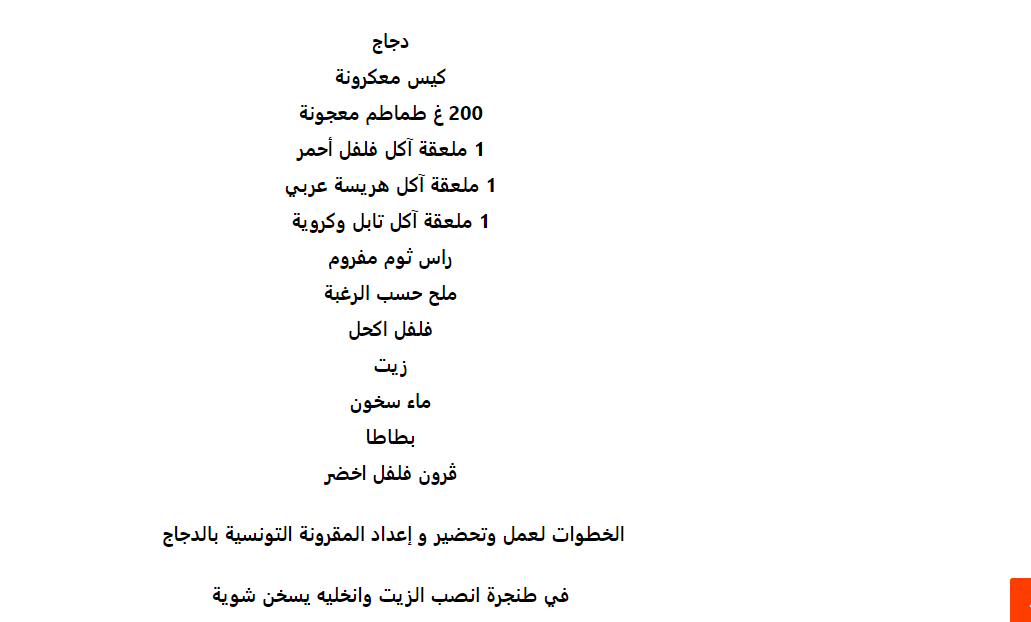 دجاج
كيس معكرونة
200 غ طماطم معجونة
1 ملعقة آكل فلفل أحمر
1 ملعقة آكل هريسة عربي
1 ملعقة آكل تابل وكروية
راس ثوم مفروم
ملح حسب الرغبة
فلفل اكحل
زيت
ماء سخون
بطاطا
ڤرون فلفل اخضر
الخطوات لعمل وتحضير و إعداد المقرونة التونسية بالدجاج
في طنجرة انصب الزيت وانخليه يسخن شوية